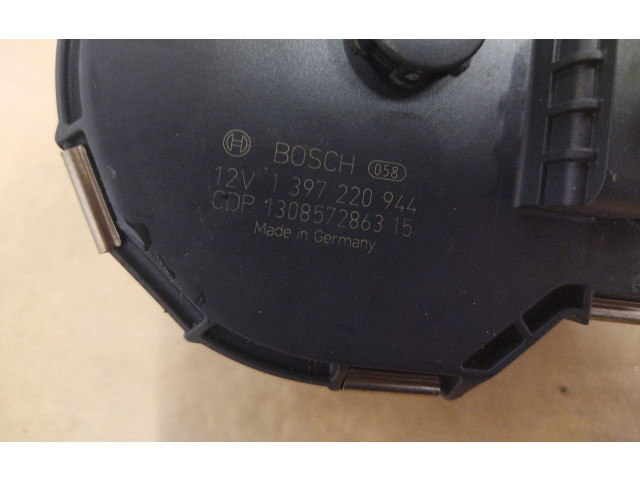 BOSCH 058
12V 1 397 220 944
CDP 1308572863 15
Made in Germany